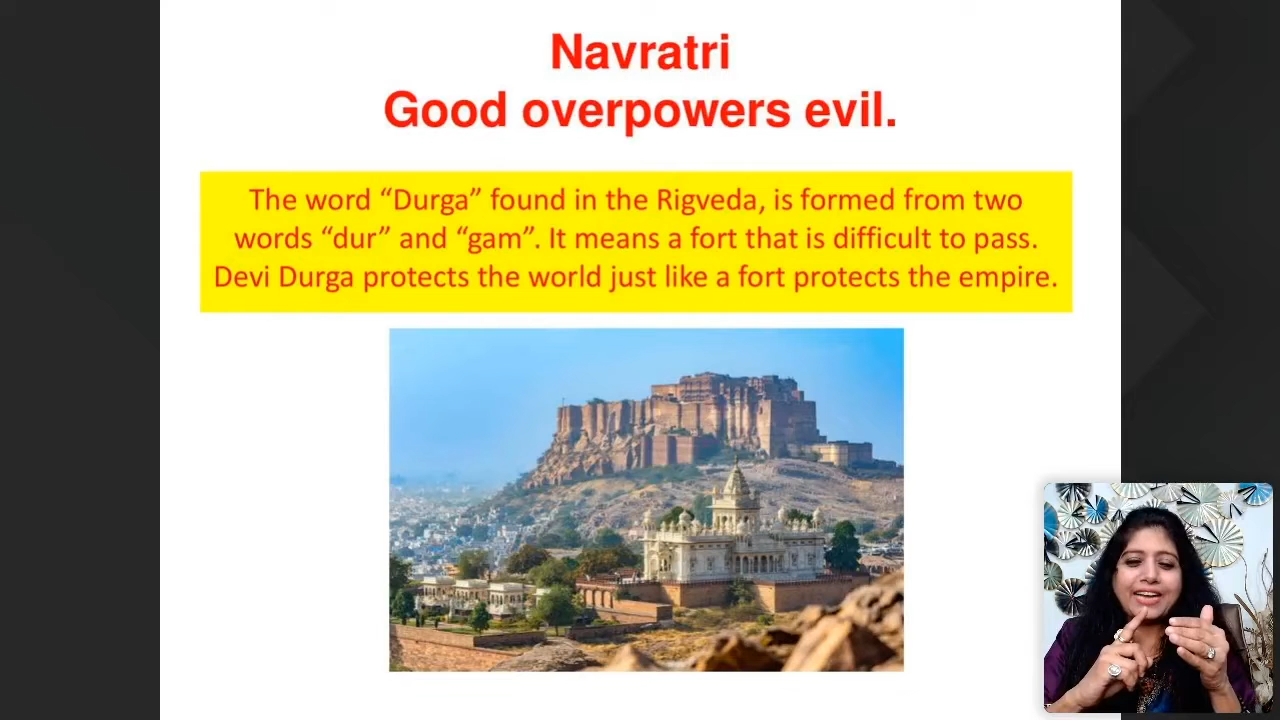 Navratri
Good overpowers evil.
The word “Durga” found in the Rigveda, is formed from two
words “dur” and “gam”. It means a fort that is difficult to pass.
Devi Durga protects the world just like a fort protects the empire.